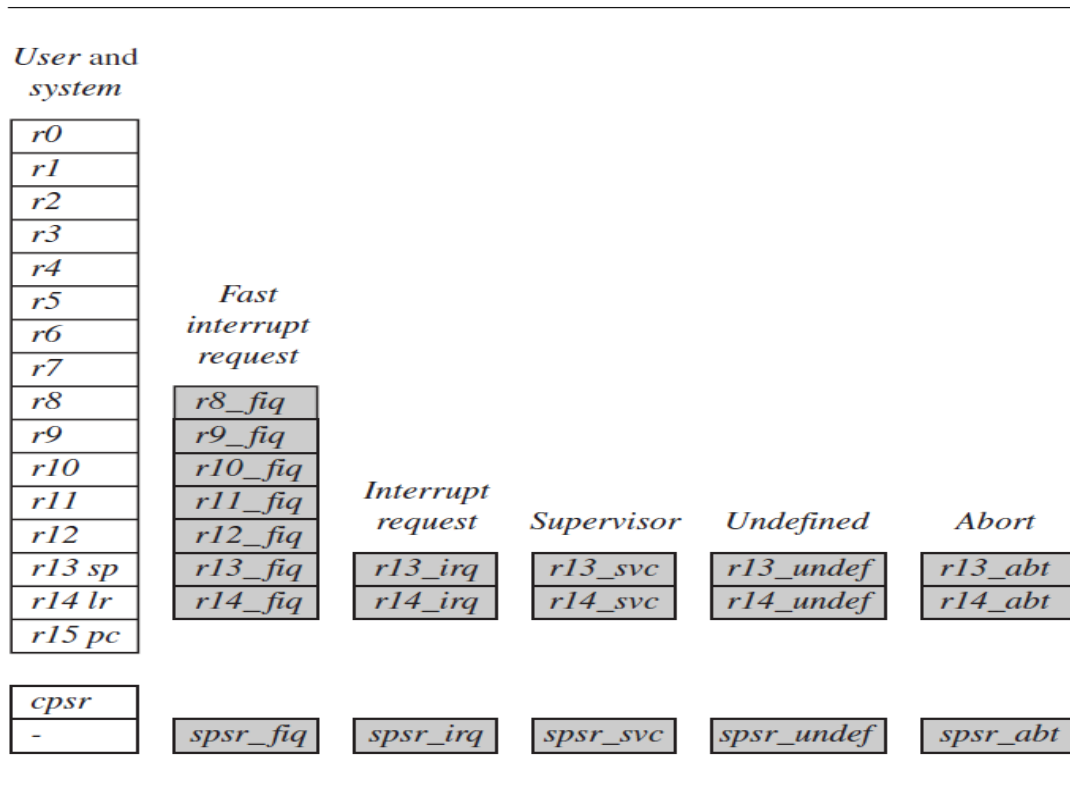 User and
system
r0
r1
r2
r3
r4
r5
r6
r7
r8
r9
r10
r11
r12
r13 sp
r14 lr
r15 pc
cpsr
-
Fast
interrupt
request
r8_fiq
r9_fiq
r10_fiq
r11_fiq
r12_fiq
r13_fiq
r14_fiq
spsr_fiq
Interrupt
request
r13_irq
r14_irq
spsr_irq
Supervisor
r13_svc
r14_svc
spsr_svc
Undefined
r13_undef
r14_undef
spsr_undef
Abort
r13_abt
r14_abt
spsr_abt